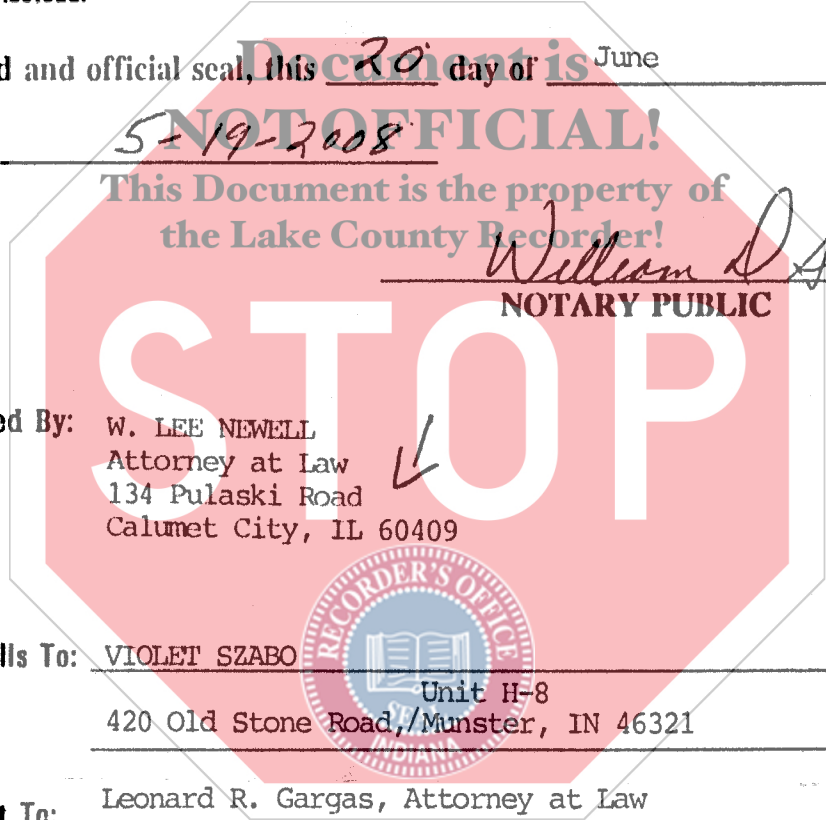 d and official seal, this 20 day of June
5-19-2008
Document is
NOT OFFICIAL!
This Document is the property of
the Lake County Recorder!
William D
NOTARY PUBLIC
STOP
ed By: W. LEE NEWELL
Attorney at Law
134 Pulaski Road
Calumet City, IL 60409
RECORDER'S OFFICE
SEAL
INDIANA
lls To: VIOLET SZABO
Unit H-8
420 Old Stone Road,/Munster, IN 46321
t To: Leonard R. Gargas, Attorney at Law